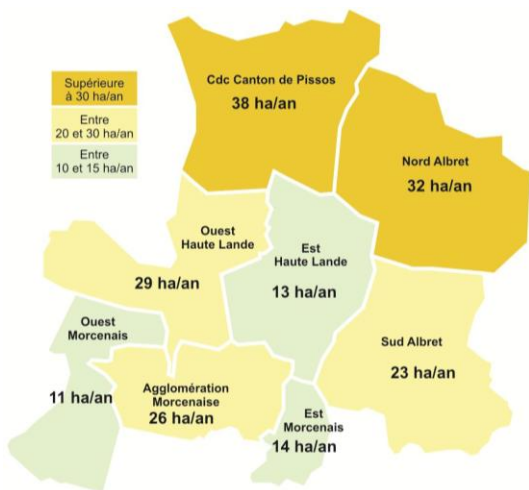 Cdc Canton de Pissos
38 ha/an
Supérieure
à 30 ha/an
Entre
20 et 30 ha/an
Entre
10 et 15 ha/an
Nord Albret
32 ha/an
Ouest
Haute Lande
29 ha/an
Est
Haute Lande
13 ha/an
Ouest
Morcenais
11 ha/an
Sud Albret
23 ha/an
Agglomération
Morcenaise
26 ha/an
Est
Morcenais
14 ha/an